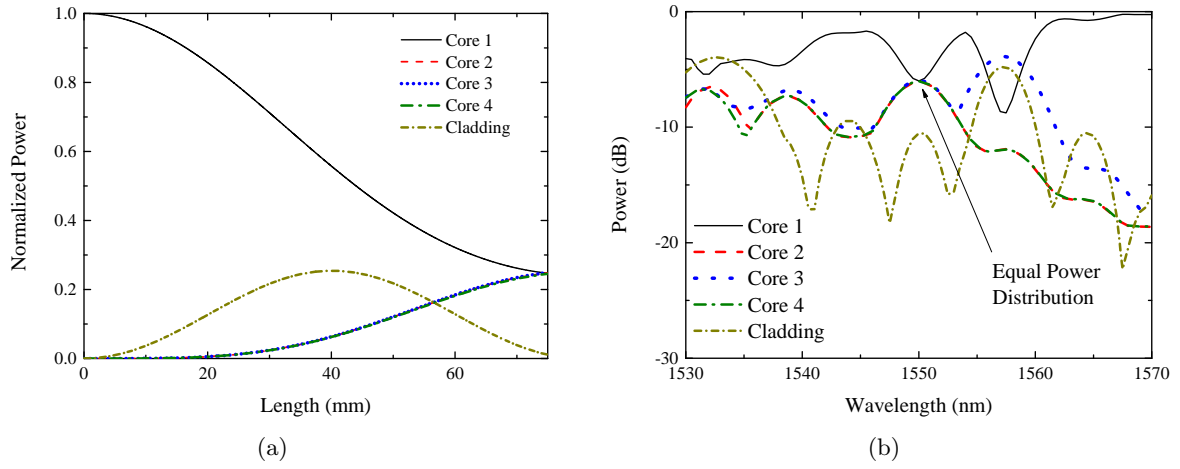 1.0
0.8
0.6
0.4
0.2
0.0
Normalized Power
Core 1
Core 2
Core 3
Core 4
Cladding
0 20 40 60
Length (mm)
(a)
0
-10
-20
-30
Power (dB)
Core 1
Core 2
Core 3
Core 4
Cladding
Equal Power
Distribution
1530 1540 1550 1560 1570
Wavelength (nm)
(b)